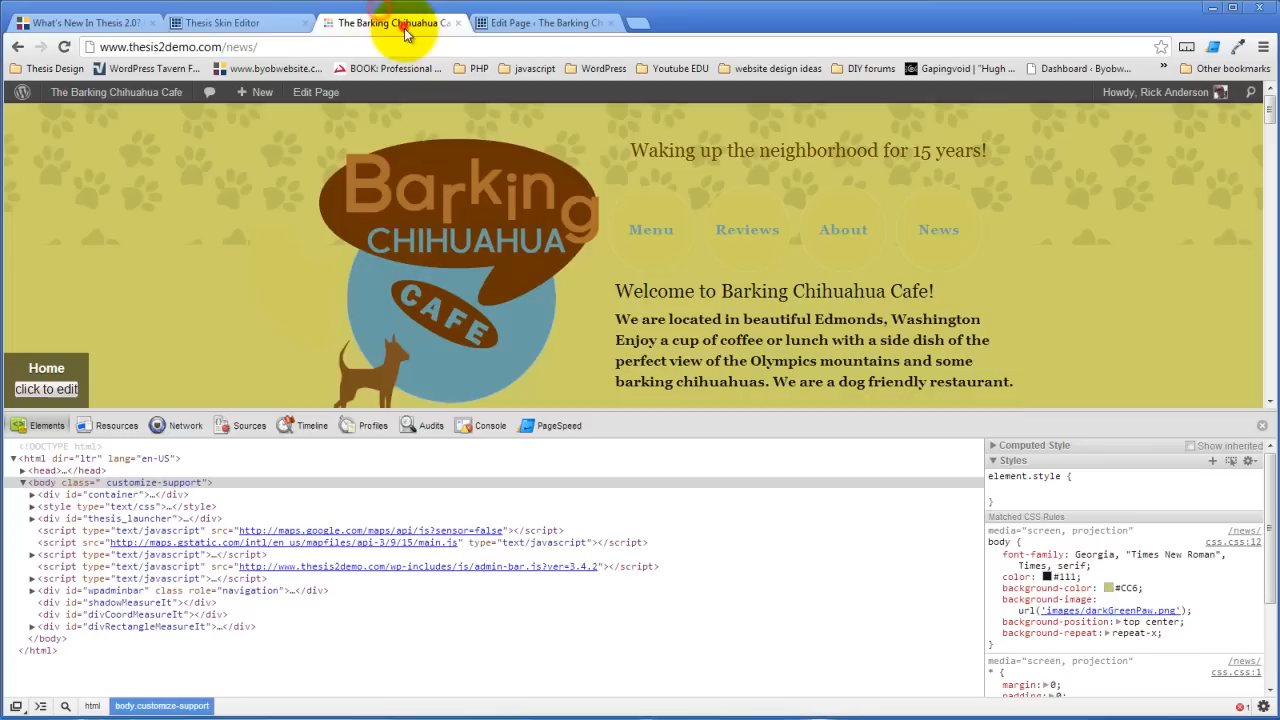 What's New In Thesis 2.0?
Thesis Skin Editor
The Barking Chihuahua Ca
Edit Page ‹ The Barking Ch
www.thesis2demo.com/news/
Thesis Design
WordPress Tavern F...
www.byobwebsite.c...
BOOK: Professional ...
PHP
javascript
WordPress
Youtube EDU
website design ideas
DIY forums
Gapingvoid | "Hugh ...
Dashboard ‹ Byobw...
»
Other bookmarks
The Barking Chihuahua Cafe
+ New
Edit Page
Howdy, Rick Anderson
Barking
CHIHUAHUA
CAFE
Waking up the neighborhood for 15 years!
Menu Reviews About News
Welcome to Barking Chihuahua Cafe!
We are located in beautiful Edmonds, Washington
Enjoy a cup of coffee or lunch with a side dish of the
perfect view of the Olympics mountains and some
barking chihuahuas. We are a dog friendly restaurant.
Home
click to edit
Elements Resources Network Sources Timeline Profiles Audits Console PageSpeed
<!DOCTYPE html>
▼<html dir="ltr" lang="en-US">
▶<head>…</head>
▼<body class=" customize-support">
▶<div id="container">…</div>
▶<style type="text/css">…</style>
▶<div id="thesis_launcher">…</div>
<script type="text/javascript" src="http://maps.google.com/maps/api/js?sensor=false"></script>
<script src="http://maps.gstatic.com/intl/en_us/mapfiles/api-3/9/15/main.js" type="text/javascript"></script>
▶<script type="text/javascript">…</script>
<script type="text/javascript" src="http://www.thesis2demo.com/wp-includes/js/admin-bar.js?ver=3.4.2"></script>
▶<script type="text/javascript">…</script>
▶<div id="wpadminbar" class role="navigation">…</div>
<div id="shadowMeasureIt"></div>
<div id="divCoordMeasureIt"></div>
▶<div id="divRectangleMeasureIt">…</div>
</body>
</html>
▶ Computed Style
Show inherited
▼ Styles
element.style {
}
Matched CSS Rules
media="screen, projection" /news/
body { css.css:12
font-family: Georgia, "Times New Roman",
Times, serif;
color: #111;
background-color: #CC6;
background-image:
url('images/darkGreenPaw.png');
background-position:▶top center;
background-repeat:▶repeat-x;
}
media="screen, projection" /news/
* { css.css:1
margin:▶0;
padding:▶0;
html
body.customize-support
1